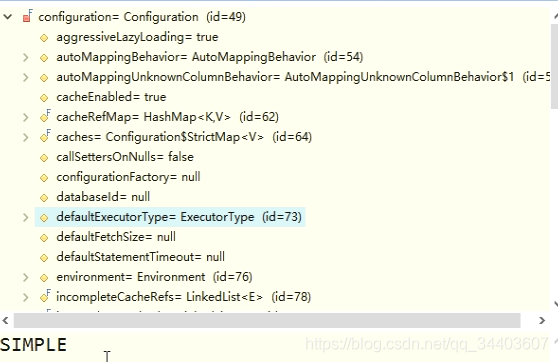 configuration= Configuration (id=49)
aggressiveLazyLoading= true
autoMappingBehavior= AutoMappingBehavior (id=54)
autoMappingUnknownColumnBehavior= AutoMappingUnknownColumnBehavior$1 (id=5
cacheEnabled= true
cacheRefMap= HashMap<K,V> (id=62)
caches= Configuration$StrictMap<V> (id=64)
callSettersOnNulls= false
configurationFactory= null
databaseId= null
defaultExecutorType= ExecutorType (id=73)
defaultFetchSize= null
defaultStatementTimeout= null
environment= Environment (id=76)
incompleteCacheRefs= LinkedList<E> (id=78)
SIMPLE
https://blog.csdn.net/qq_34403607